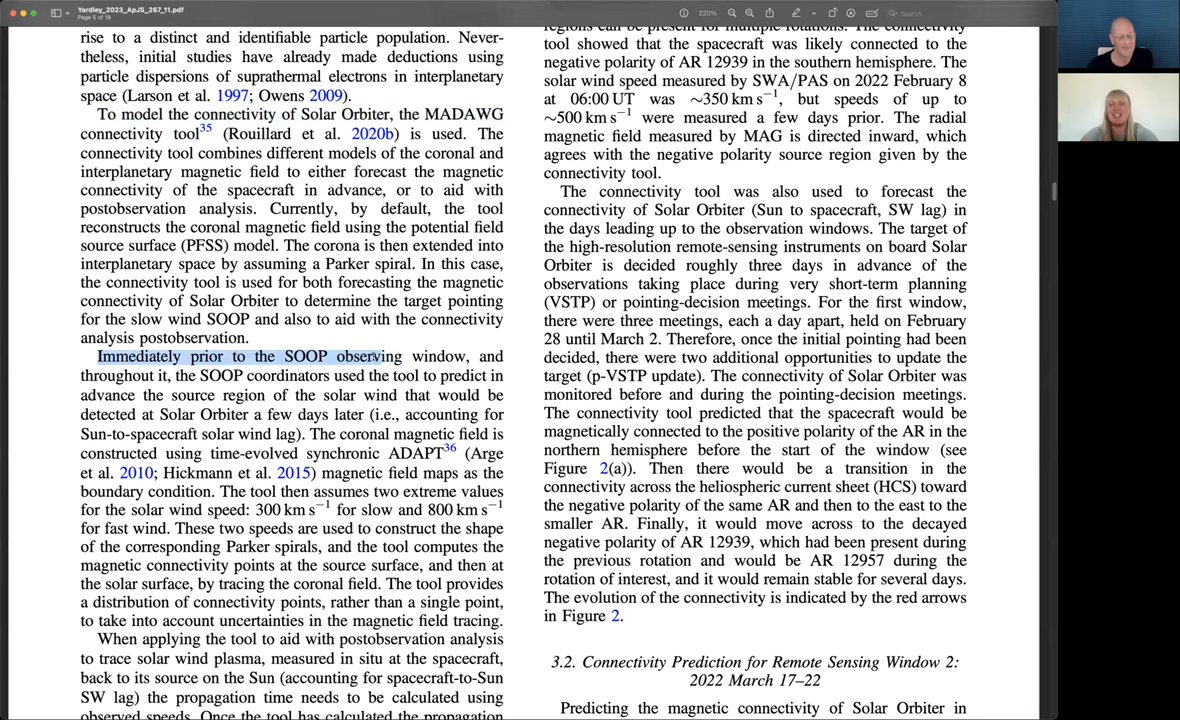 Yardley_2023_ApJS_267_11.pdf
Page 5 of 19
220%
Search
rise to a distinct and identifiable particle population. Never-
theless, initial studies have already made deductions using
particle dispersions of suprathermal electrons in interplanetary
space (Larson et al. 1997; Owens 2009).
To model the connectivity of Solar Orbiter, the MADAWG
connectivity tool35 (Rouillard et al. 2020b) is used. The
connectivity tool combines different models of the coronal and
interplanetary magnetic field to either forecast the magnetic
connectivity of the spacecraft in advance, or to aid with
postobservation analysis. Currently, by default, the tool
reconstructs the coronal magnetic field using the potential field
source surface (PFSS) model. The corona is then extended into
interplanetary space by assuming a Parker spiral. In this case,
the connectivity tool is used for both forecasting the magnetic
connectivity of Solar Orbiter to determine the target pointing
for the slow wind SOOP and also to aid with the connectivity
analysis postobservation.
Immediately prior to the SOOP observing window, and
throughout it, the SOOP coordinators used the tool to predict in
advance the source region of the solar wind that would be
detected at Solar Orbiter a few days later (i.e., accounting for
Sun-to-spacecraft solar wind lag). The coronal magnetic field is
constructed using time-evolved synchronic ADAPT36 (Arge
et al. 2010; Hickmann et al. 2015) magnetic field maps as the
boundary condition. The tool then assumes two extreme values
for the solar wind speed: 300 km s−1 for slow and 800 km s−1
for fast wind. These two speeds are used to construct the shape
of the corresponding Parker spirals, and the tool computes the
magnetic connectivity points at the source surface, and then at
the solar surface, by tracing the coronal field. The tool provides
a distribution of connectivity points, rather than a single point,
to take into account uncertainties in the magnetic field tracing.
When applying the tool to aid with postobservation analysis
to trace solar wind plasma, measured in situ at the spacecraft,
back to its source on the Sun (accounting for spacecraft-to-Sun
SW lag) the propagation time needs to be calculated using
observed speeds. Once the tool has calculated the propagation
regions can be present for multiple rotations. The connectivity
tool showed that the spacecraft was likely connected to the
negative polarity of AR 12939 in the southern hemisphere. The
solar wind speed measured by SWA/PAS on 2022 February 8
at 06:00 UT was ∼350 km s−1, but speeds of up to
∼500 km s−1 were measured a few days prior. The radial
magnetic field measured by MAG is directed inward, which
agrees with the negative polarity source region given by the
connectivity tool.
The connectivity tool was also used to forecast the
connectivity of Solar Orbiter (Sun to spacecraft, SW lag) in
the days leading up to the observation windows. The target of
the high-resolution remote-sensing instruments on board Solar
Orbiter is decided roughly three days in advance of the
observations taking place during very short-term planning
(VSTP) or pointing-decision meetings. For the first window,
there were three meetings, each a day apart, held on February
28 until March 2. Therefore, once the initial pointing had been
decided, there were two additional opportunities to update the
target (p-VSTP update). The connectivity of Solar Orbiter was
monitored before and during the pointing-decision meetings.
The connectivity tool predicted that the spacecraft would be
magnetically connected to the positive polarity of the AR in the
northern hemisphere before the start of the window (see
Figure 2(a)). Then there would be a transition in the
connectivity across the heliospheric current sheet (HCS) toward
the negative polarity of the same AR and then to the east to the
smaller AR. Finally, it would move across to the decayed
negative polarity of AR 12939, which had been present during
the previous rotation and would be AR 12957 during the
rotation of interest, and it would remain stable for several days.
The evolution of the connectivity is indicated by the red arrows
in Figure 2.
3.2. Connectivity Prediction for Remote Sensing Window 2:
2022 March 17–22
Predicting the magnetic connectivity of Solar Orbiter in